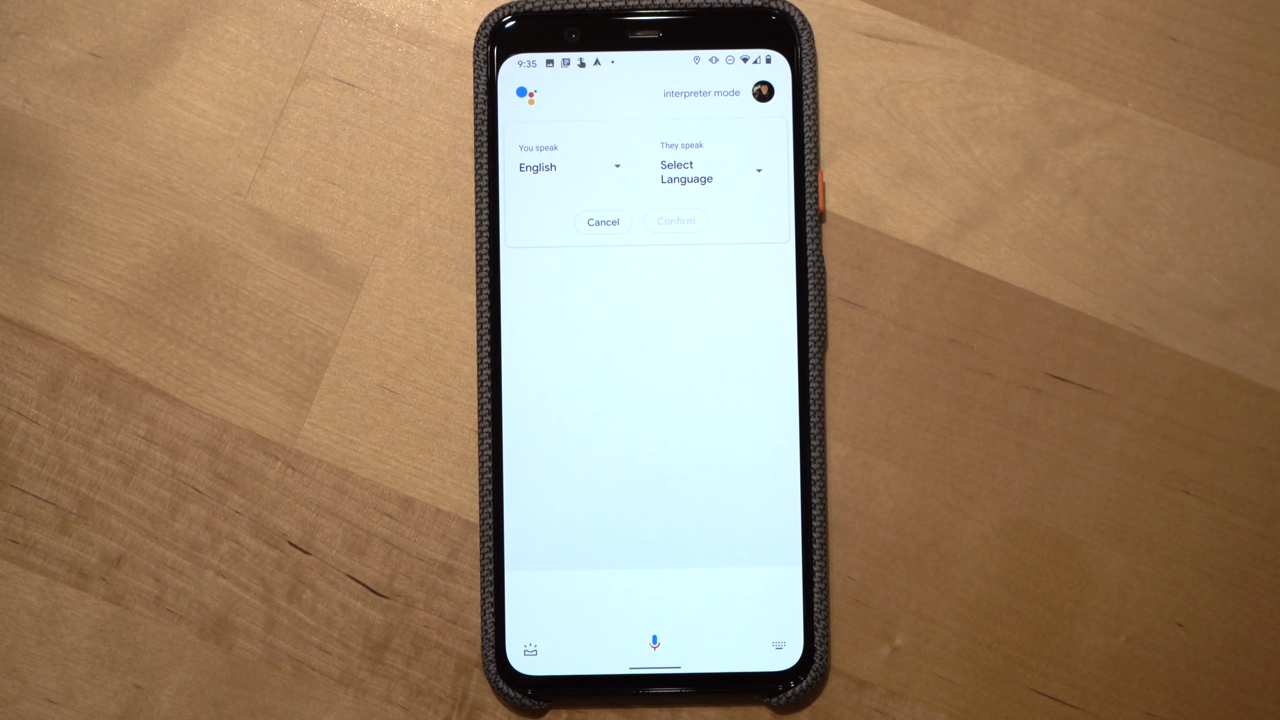 9:35
interpreter mode
You speak
They speak
English
Select
Language
Cancel
Confirm